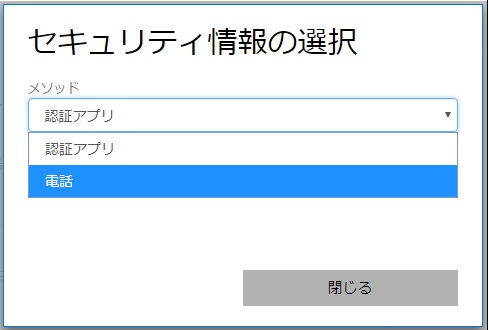 セキュリティ情報の選択
メソッド
認証アプリ
認証アプリ
電話
閉じる